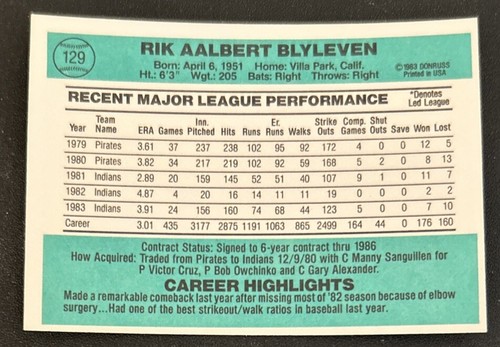 129
RIK AALBERT BLYLEVEN
Born: April 6, 1951 Home: Villa Park, Calif.
Ht.: 6'3" Wgt.: 205 Bats: Right Throws: Right
©1983 DONRUSS
Printed in USA
RECENT MAJOR LEAGUE PERFORMANCE
*Denotes
Led League
Year Team Name ERA Games Inn. Pitched Hits Runs Er. Runs Walks Strike Outs Comp. Games Shut Outs Save Won Lost
1979 Pirates 3.61 37 237 238 102 95 92 172 4 0 0 12 5
1980 Pirates 3.82 34 217 219 102 92 59 168 5 2 0 8 13
1981 Indians 2.89 20 159 145 52 51 40 107 9 1 0 11 7
1982 Indians 4.87 4 20 16 14 11 11 19 0 0 0 2 2
1983 Indians 3.91 24 156 160 74 68 44 123 5 0 0 7 10
Career 3.01 435 3177 2875 1191 1063 865 2499 164 44 0 176 160
Contract Status: Signed to 6-year contract thru 1986
How Acquired: Traded from Pirates to Indians 12/9/80 with C Manny Sanguillen for
P Victor Cruz, P Bob Owchinko and C Gary Alexander.
CAREER HIGHLIGHTS
Made a remarkable comeback last year after missing most of '82 season because of elbow
surgery...Had one of the best strikeout/walk ratios in baseball last year.